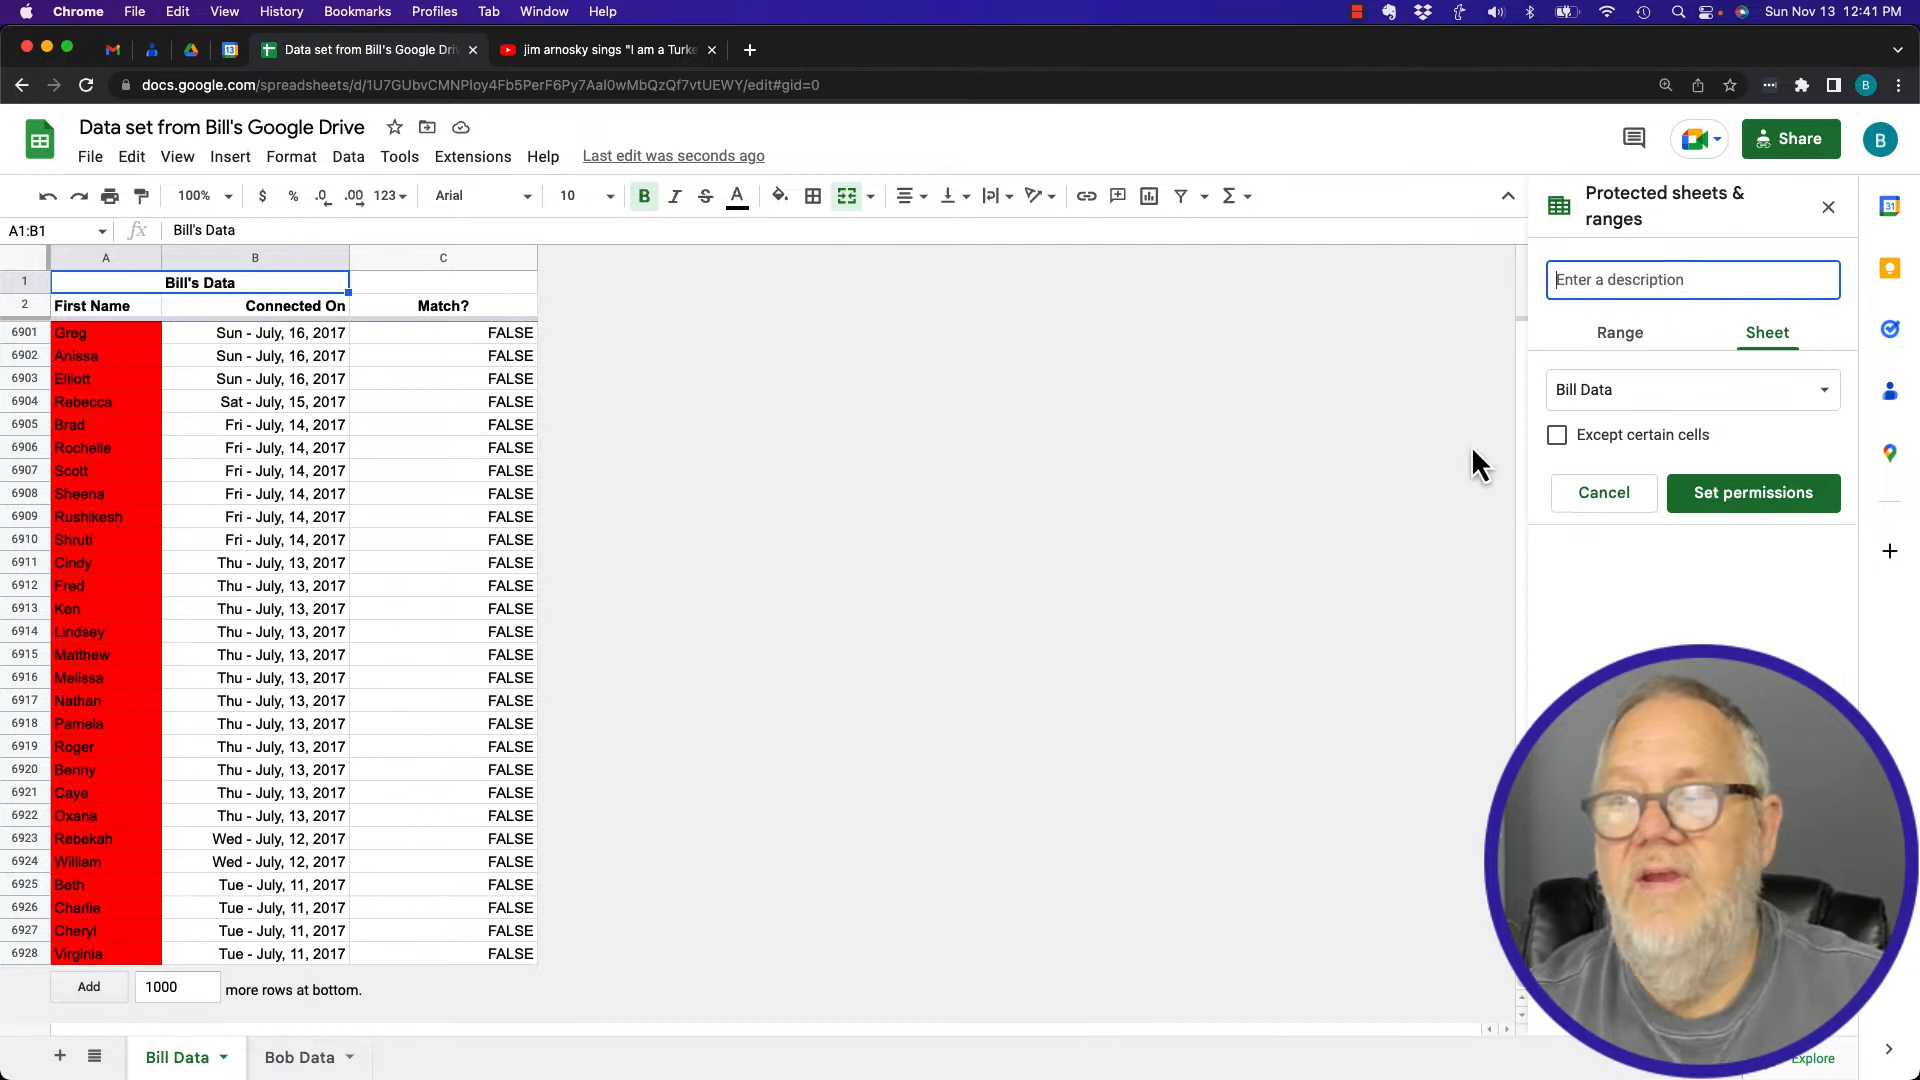 Chrome File Edit View History Bookmarks Profiles Tab Window Help Sun Nov 13 12:41 PM
13 Data set from Bill's Google Driv jim arnosky sings "I am a Turke
docs.google.com/spreadsheets/d/1U7GUbvCMNPIoy4Fb5PerF6Py7AaI0wMbQzQf7vtUEWY/edit#gid=0 B
Data set from Bill's Google Drive
File Edit View Insert Format Data Tools Extensions Help Last edit was seconds ago
Share B
100% $ % .0 .00 123 Arial 10 B I S A Σ
A1:B1 fx Bill's Data
A B C
1 Bill's Data
2 First Name Connected On Match?
6901 Greg Sun - July, 16, 2017 FALSE
6902 Anissa Sun - July, 16, 2017 FALSE
6903 Elliott Sun - July, 16, 2017 FALSE
6904 Rebecca Sat - July, 15, 2017 FALSE
6905 Brad Fri - July, 14, 2017 FALSE
6906 Rochelle Fri - July, 14, 2017 FALSE
6907 Scott Fri - July, 14, 2017 FALSE
6908 Sheena Fri - July, 14, 2017 FALSE
6909 Rushikesh Fri - July, 14, 2017 FALSE
6910 Shruti Fri - July, 14, 2017 FALSE
6911 Cindy Thu - July, 13, 2017 FALSE
6912 Fred Thu - July, 13, 2017 FALSE
6913 Ken Thu - July, 13, 2017 FALSE
6914 Lindsey Thu - July, 13, 2017 FALSE
6915 Matthew Thu - July, 13, 2017 FALSE
6916 Melissa Thu - July, 13, 2017 FALSE
6917 Nathan Thu - July, 13, 2017 FALSE
6918 Pamela Thu - July, 13, 2017 FALSE
6919 Roger Thu - July, 13, 2017 FALSE
6920 Benny Thu - July, 13, 2017 FALSE
6921 Caye Thu - July, 13, 2017 FALSE
6922 Oxana Thu - July, 13, 2017 FALSE
6923 Rebekah Wed - July, 12, 2017 FALSE
6924 William Wed - July, 12, 2017 FALSE
6925 Beth Tue - July, 11, 2017 FALSE
6926 Charlie Tue - July, 11, 2017 FALSE
6927 Cheryl Tue - July, 11, 2017 FALSE
6928 Virginia Tue - July, 11, 2017 FALSE
Add 1000 more rows at bottom.
Bill Data Bob Data
Protected sheets &
ranges
Enter a description
Range Sheet
Bill Data
Except certain cells
Cancel Set permissions
31
Explore